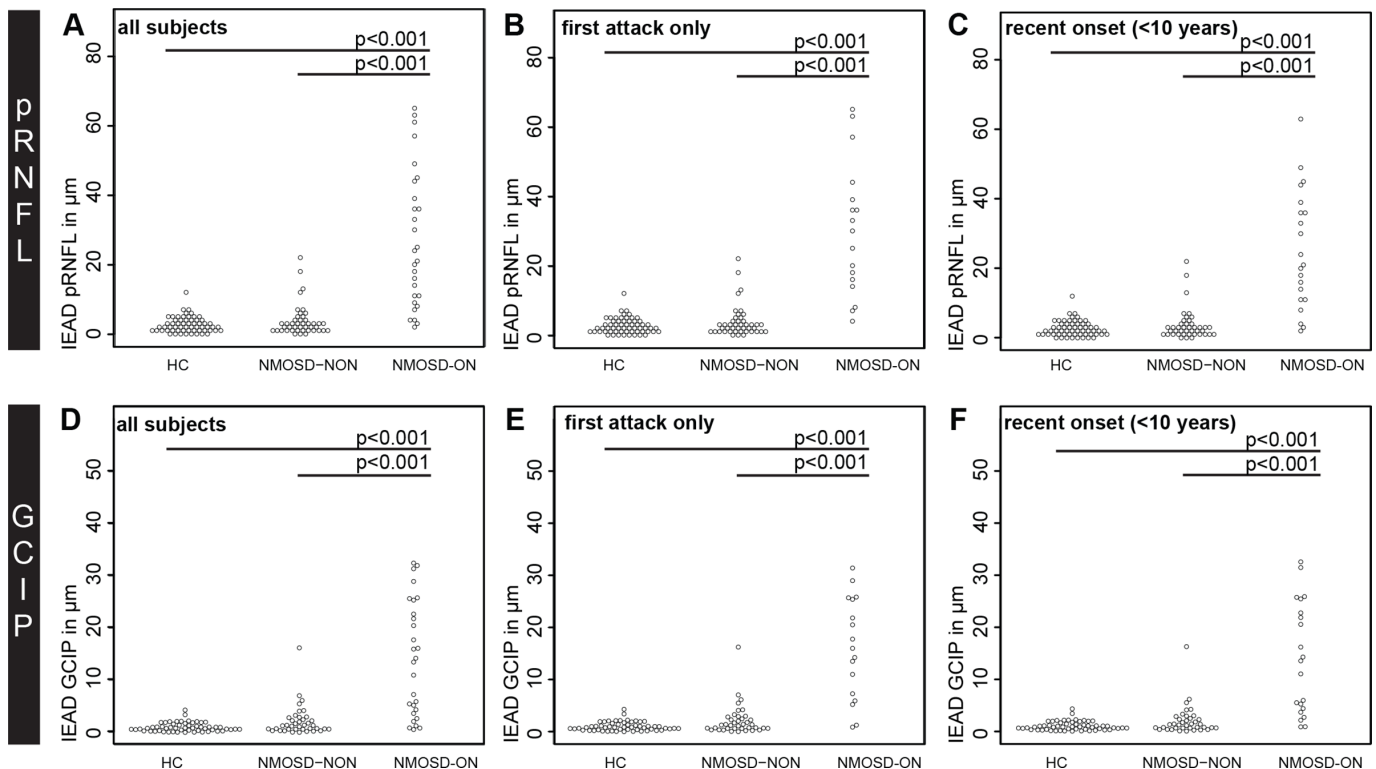 pRNFL
A
all subjects
p<0.001
p<0.001
IEAD pRNFL in µm
0 20 40 60 80
HC NMOSD−NON NMOSD-ON
B
first attack only
p<0.001
p<0.001
IEAD pRNFL in µm
0 20 40 60 80
HC NMOSD−NON NMOSD-ON
C
recent onset (<10 years)
p<0.001
p<0.001
IEAD pRNFL in µm
0 20 40 60 80
HC NMOSD−NON NMOSD-ON
GCIP
D
all subjects
p<0.001
p<0.001
IEAD GCIP in µm
0 10 20 30 40 50
HC NMOSD−NON NMOSD-ON
E
first attack only
p<0.001
p<0.001
IEAD GCIP in µm
0 10 20 30 40 50
HC NMOSD−NON NMOSD-ON
F
recent onset (<10 years)
p<0.001
p<0.001
IEAD GCIP in µm
0 10 20 30 40 50
HC NMOSD−NON NMOSD-ON